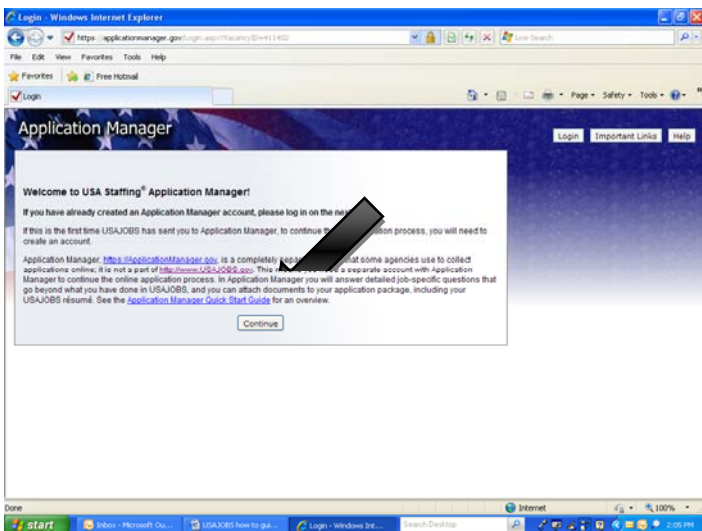 Login - Windows Internet Explorer
https://applicationmanager.gov/Login.aspx?VacancyID=411402
Live Search
File Edit View Favorites Tools Help
Favorites Free Hotmail
Login
Page Safety Tools
Application Manager
Login Important Links Help
Welcome to USA Staffing® Application Manager!
If you have already created an Application Manager account, please log in on the
If this is the first time USAJOBS has sent you to Application Manager, to continue process, you will need to
create an account.
Application Manager, https://ApplicationManager.gov, is a completely that some agencies use to collect
applications online; it is not a part of http://www.USAJOBS.gov. This a separate account with Application
Manager to continue the online application process. In Application Manager you will answer detailed job-specific questions that
go beyond what you have done in USAJOBS, and you can attach documents to your application package, including your
USAJOBS résumé. See the Application Manager Quick Start Guide for an overview.
Continue
Done Internet 100%
start Inbox - Microsoft Ou... USAJOBS how to gui... Login - Windows Int... Search Desktop 2:05 PM